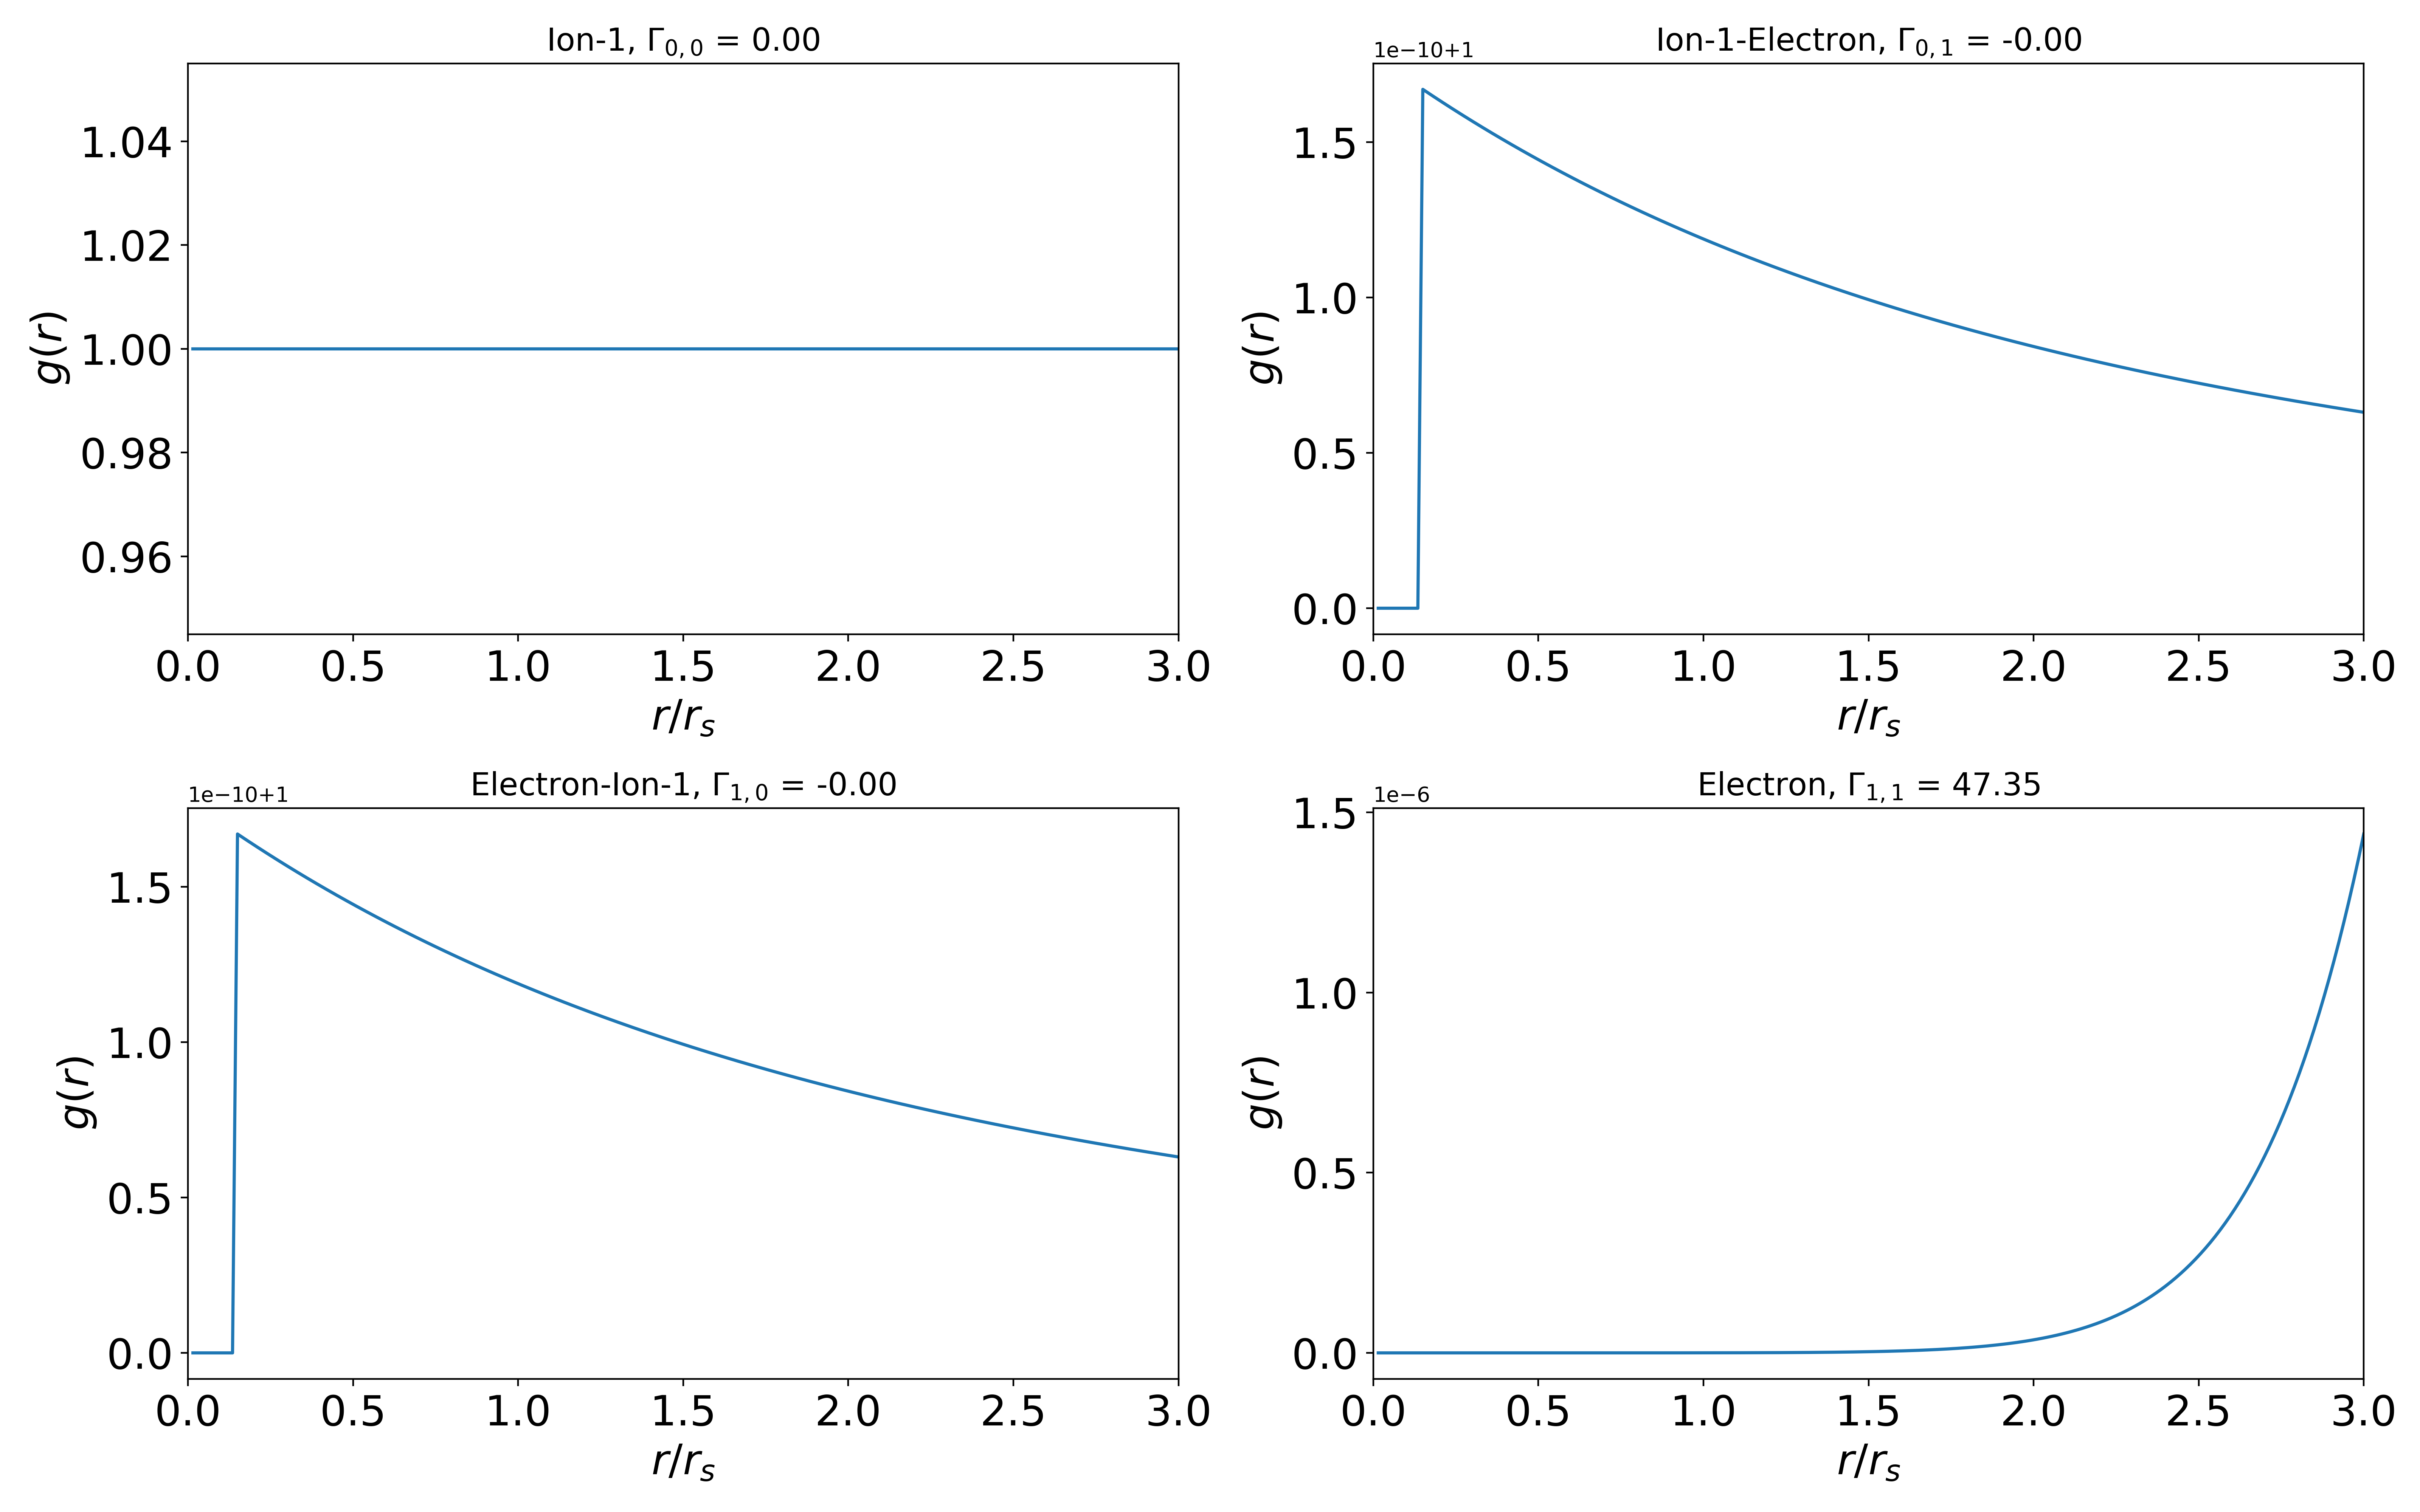 Ion-1, Γ0,0 = 0.00
g(r)
1.04
1.02
1.00
0.98
0.96
0.0 0.5 1.0 1.5 2.0 2.5 3.0
r/rs
Ion-1-Electron, Γ0,1 = -0.00
1e−10+1
g(r)
1.5
1.0
0.5
0.0
0.0 0.5 1.0 1.5 2.0 2.5 3.0
r/rs
Electron-Ion-1, Γ1,0 = -0.00
1e−10+1
g(r)
1.5
1.0
0.5
0.0
0.0 0.5 1.0 1.5 2.0 2.5 3.0
r/rs
Electron, Γ1,1 = 47.35
1e−6
g(r)
1.5
1.0
0.5
0.0
0.0 0.5 1.0 1.5 2.0 2.5 3.0
r/rs